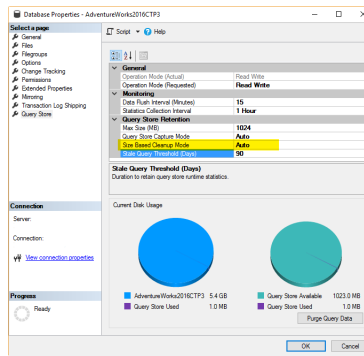 Database Properties - AdventureWorks2016CTP3
Select a page
General
Files
Filegroups
Options
Change Tracking
Permissions
Extended Properties
Mirroring
Transaction Log Shipping
Query Store
Script
Help
General
Operation Mode (Actual) Read Write
Operation Mode (Requested) Read Write
Monitoring
Data Flush Interval (Minutes) 15
Statistics Collection Interval 1 Hour
Query Store Retention
Max Size (MB) 1024
Query Store Capture Mode Auto
Size Based Cleanup Mode Auto
Stale Query Threshold (Days) 90
Stale Query Threshold (Days)
Duration to retain query store runtime statistics.
Connection
Server:
Connection:
View connection properties
Progress
Ready
Current Disk Usage
AdventureWorks2016CTP3 5.4 GB
Query Store Used 1.0 MB
Query Store Available 1023.0 MB
Query Store Used 1.0 MB
Purge Query Data
OK Cancel